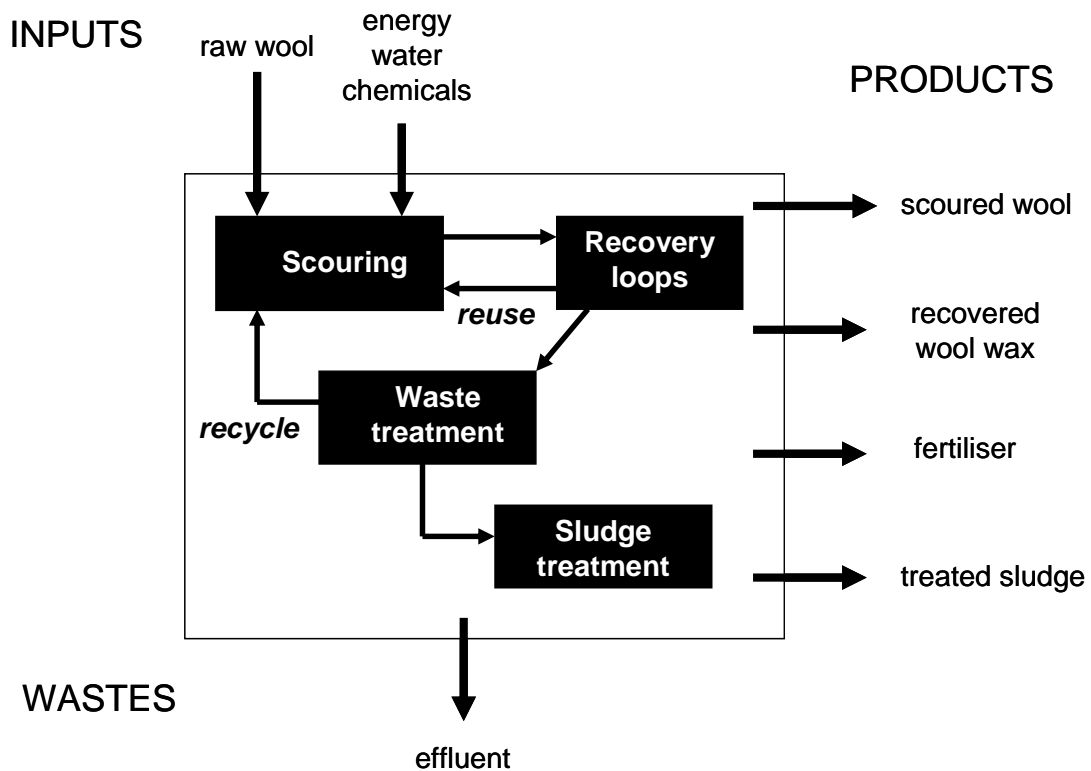 INPUTS
raw wool
energy
water
chemicals
PRODUCTS
Scouring
Recovery
loops
scoured wool
reuse
recovered
wool wax
Waste
treatment
recycle
fertiliser
Sludge
treatment
treated sludge
WASTES
effluent